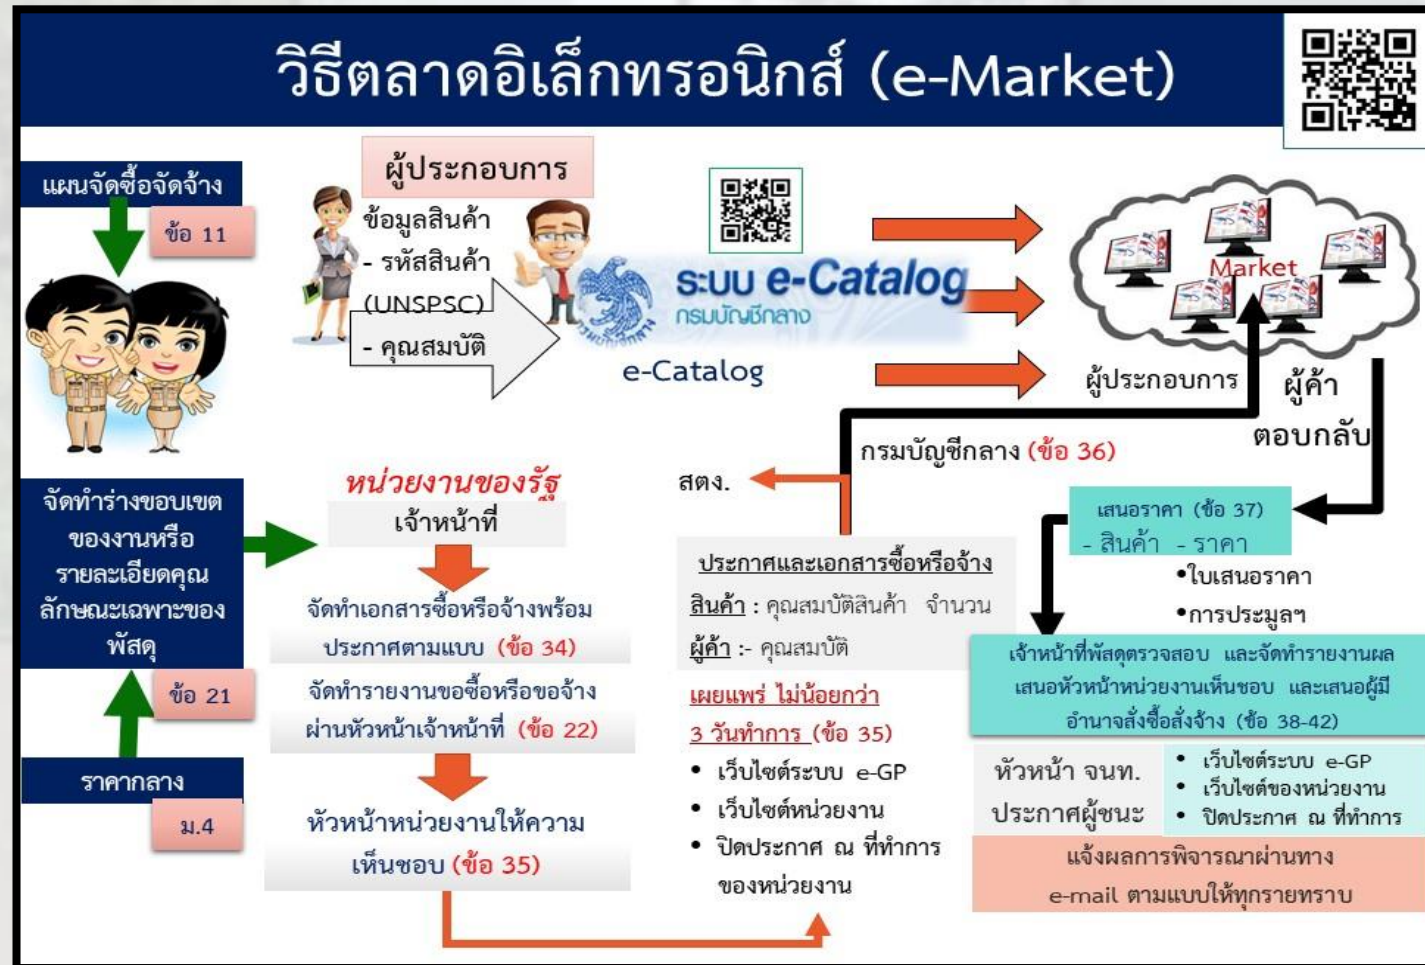 วิธีตลาดอิเล็กทรอนิกส์ (e-Market)
แผนจัดซื้อจัดจ้าง
ข้อ 11
ผู้ประกอบการ
ข้อมูลสินค้า
- รหัสสินค้า
(UNSPSC)
- คุณสมบัติ
ระบบ e-Catalog
กรมบัญชีกลาง
e-Catalog
Market
ผู้ประกอบการ
ผู้ค้า
ตอบกลับ
กรมบัญชีกลาง (ข้อ 36)
สตง.
จัดทำร่างขอบเขต
ของงานหรือ
รายละเอียดคุณ
ลักษณะเฉพาะของ
พัสดุ
ข้อ 21
ราคากลาง
ม.4
หน่วยงานของรัฐ
เจ้าหน้าที่
จัดทำเอกสารซื้อหรือจ้างพร้อม
ประกาศตามแบบ (ข้อ 34)
จัดทำรายงานขอซื้อหรือขอจ้าง
ผ่านหัวหน้าเจ้าหน้าที่ (ข้อ 22)
หัวหน้าหน่วยงานให้ความ
เห็นชอบ (ข้อ 35)
ประกาศและเอกสารซื้อหรือจ้าง
สินค้า : คุณสมบัติสินค้า จำนวน
ผู้ค้า :- คุณสมบัติ
เผยแพร่ ไม่น้อยกว่า
3 วันทำการ (ข้อ 35)
• เว็บไซต์ระบบ e-GP
• เว็บไซต์หน่วยงาน
• ปิดประกาศ ณ ที่ทำการ
ของหน่วยงาน
เสนอราคา (ข้อ 37)
- สินค้า - ราคา
•ใบเสนอราคา
•การประมูลฯ
เจ้าหน้าที่พัสดุตรวจสอบ และจัดทำรายงานผล
เสนอหัวหน้าหน่วยงานเห็นชอบ และเสนอผู้มี
อำนาจสั่งซื้อสั่งจ้าง (ข้อ 38-42)
หัวหน้า จนท.
ประกาศผู้ชนะ
• เว็บไซต์ระบบ e-GP
• เว็บไซต์ของหน่วยงาน
• ปิดประกาศ ณ ที่ทำการ
แจ้งผลการพิจารณาผ่านทาง
e-mail ตามแบบให้ทุกรายทราบ